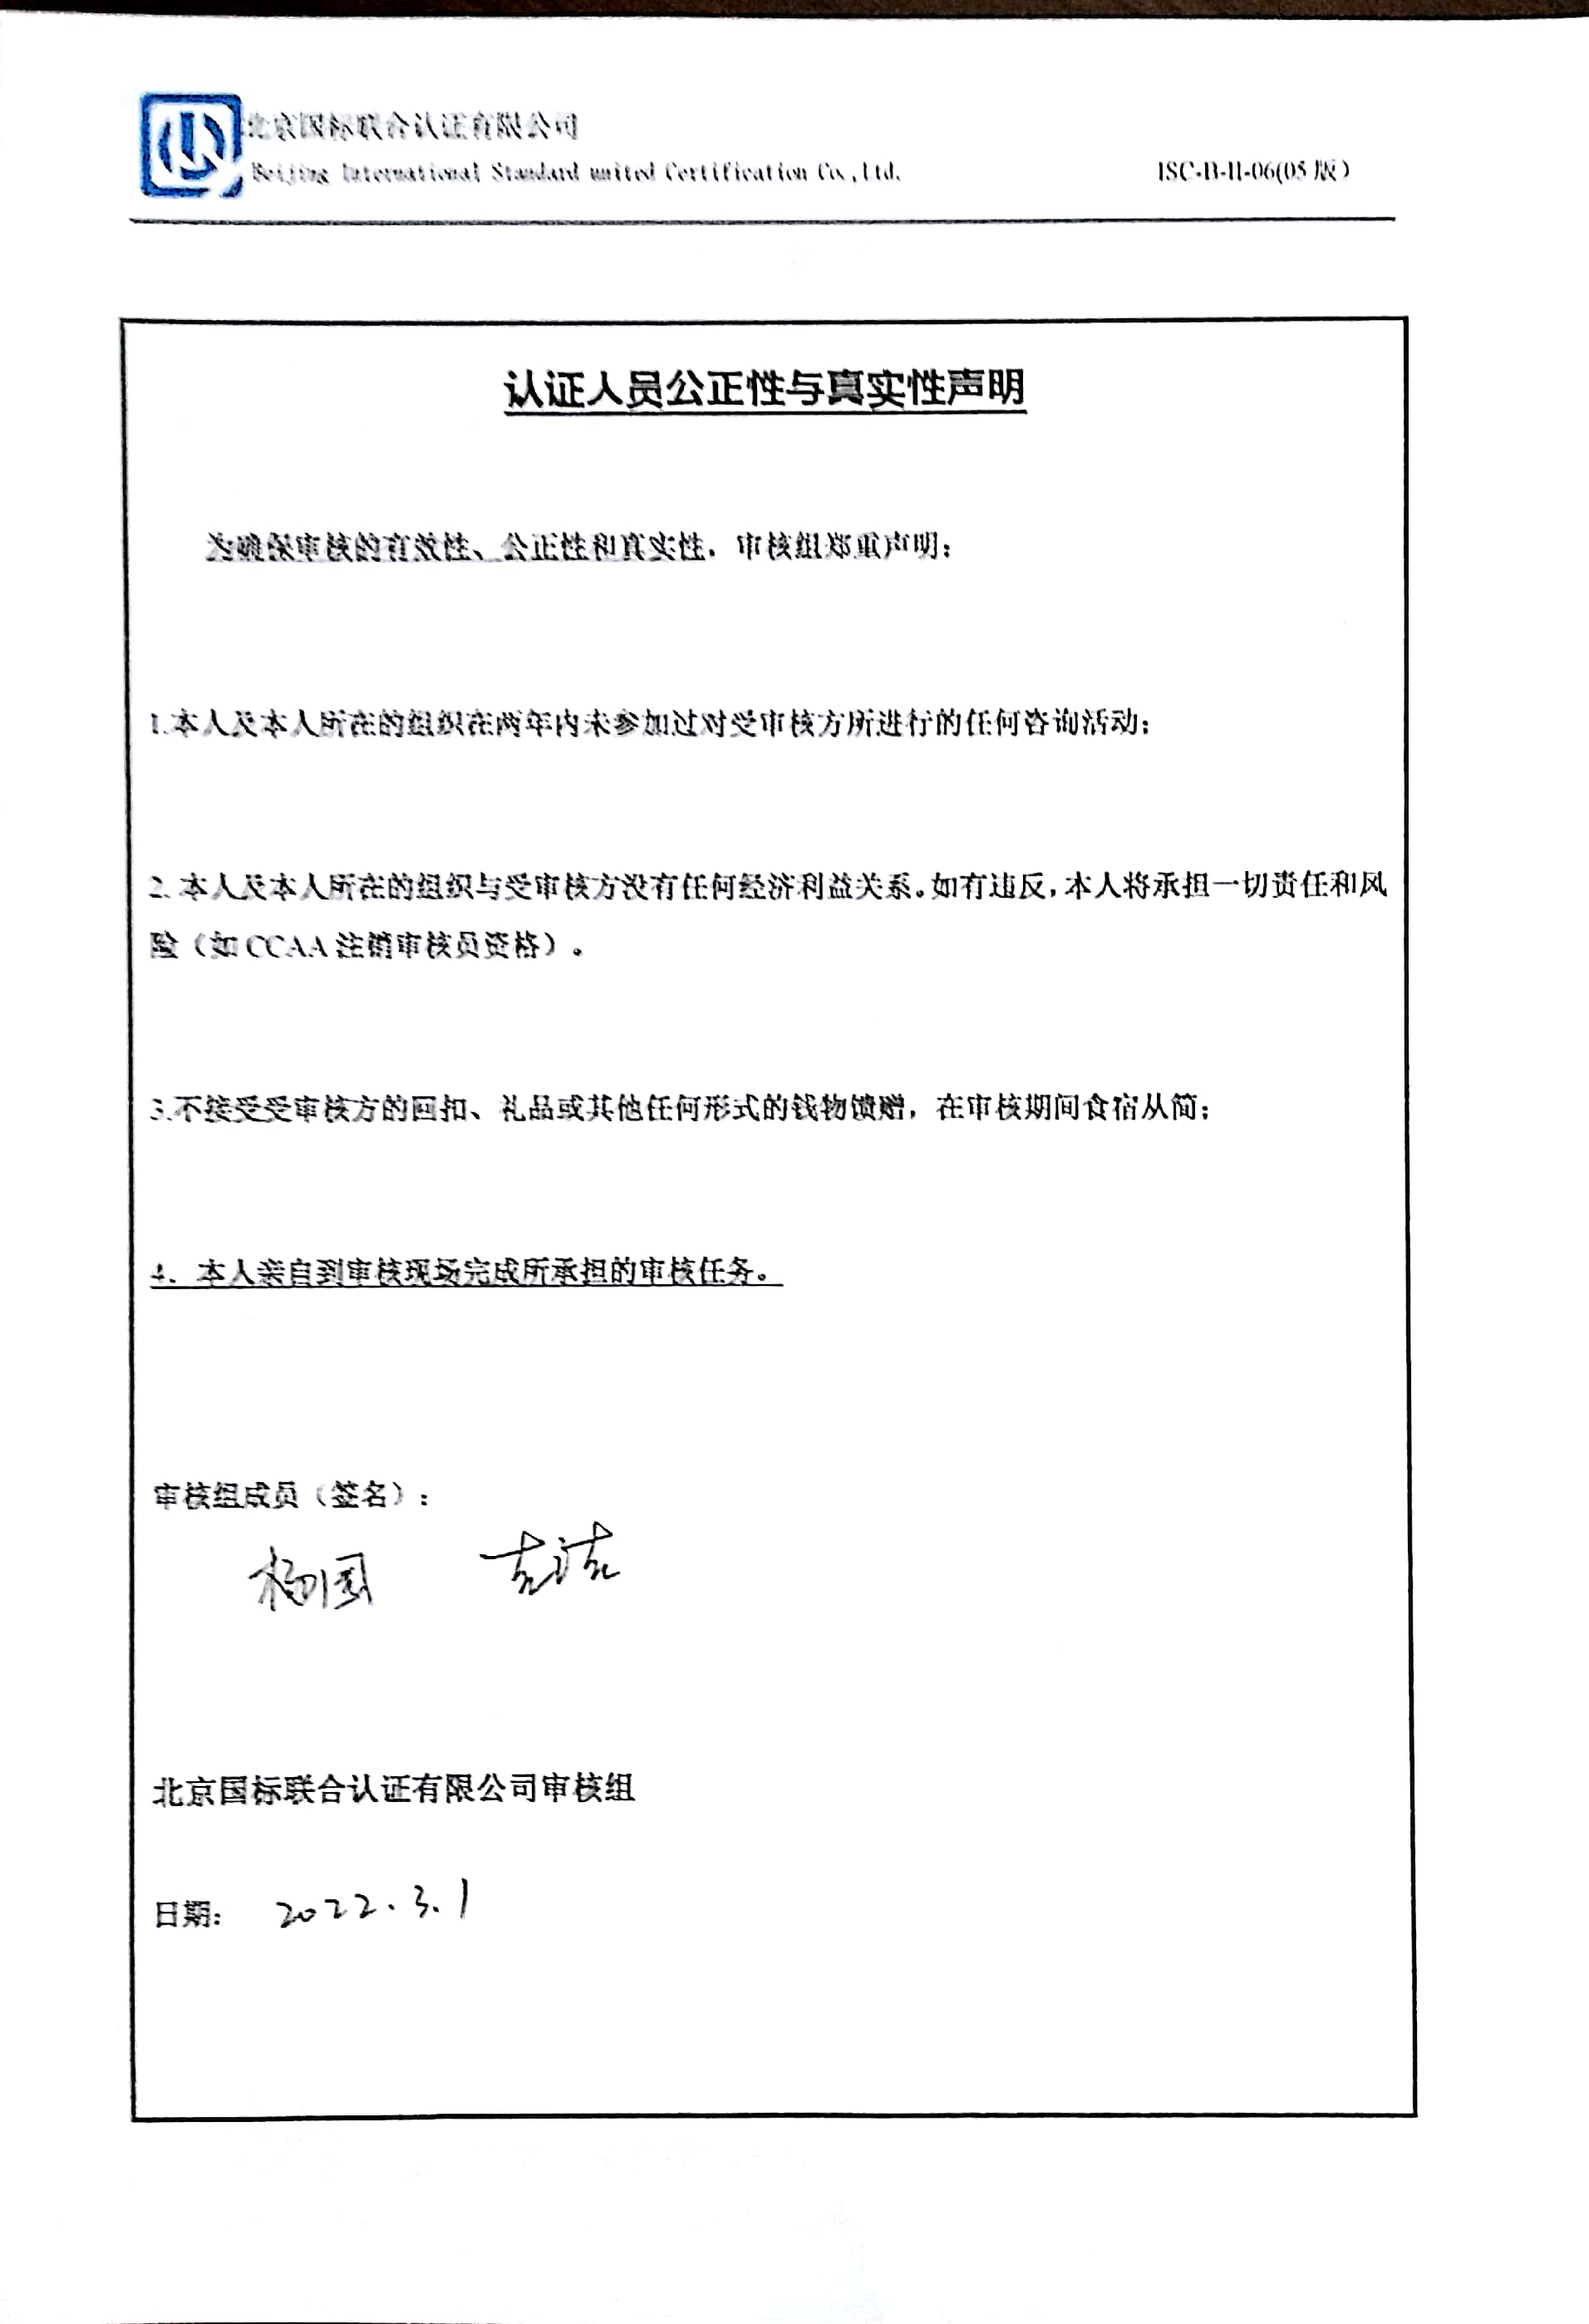 北京国标联合认证有限公司
Beijing International Standard united Certification Co.,Ltd.
ISC-B-II-06(05版)
认证人员公正性与真实性声明
为确保审核的有效性、公正性和真实性，审核组郑重声明：
1.本人及本人所在的组织在两年内未参加过对受审核方所进行的任何咨询活动；
2.本人及本人所在的组织与受审核方没有任何经济利益关系。如有违反，本人将承担一切责任和风
险（如CCAA注销审核员资格）。
3.不接受受审核方的回扣、礼品或其他任何形式的钱物馈赠，在审核期间食宿从简；
4、本人亲自到审核现场完成所承担的审核任务。
审核组成员（签名）：
北京国标联合认证有限公司审核组
日期： 2022.3.1